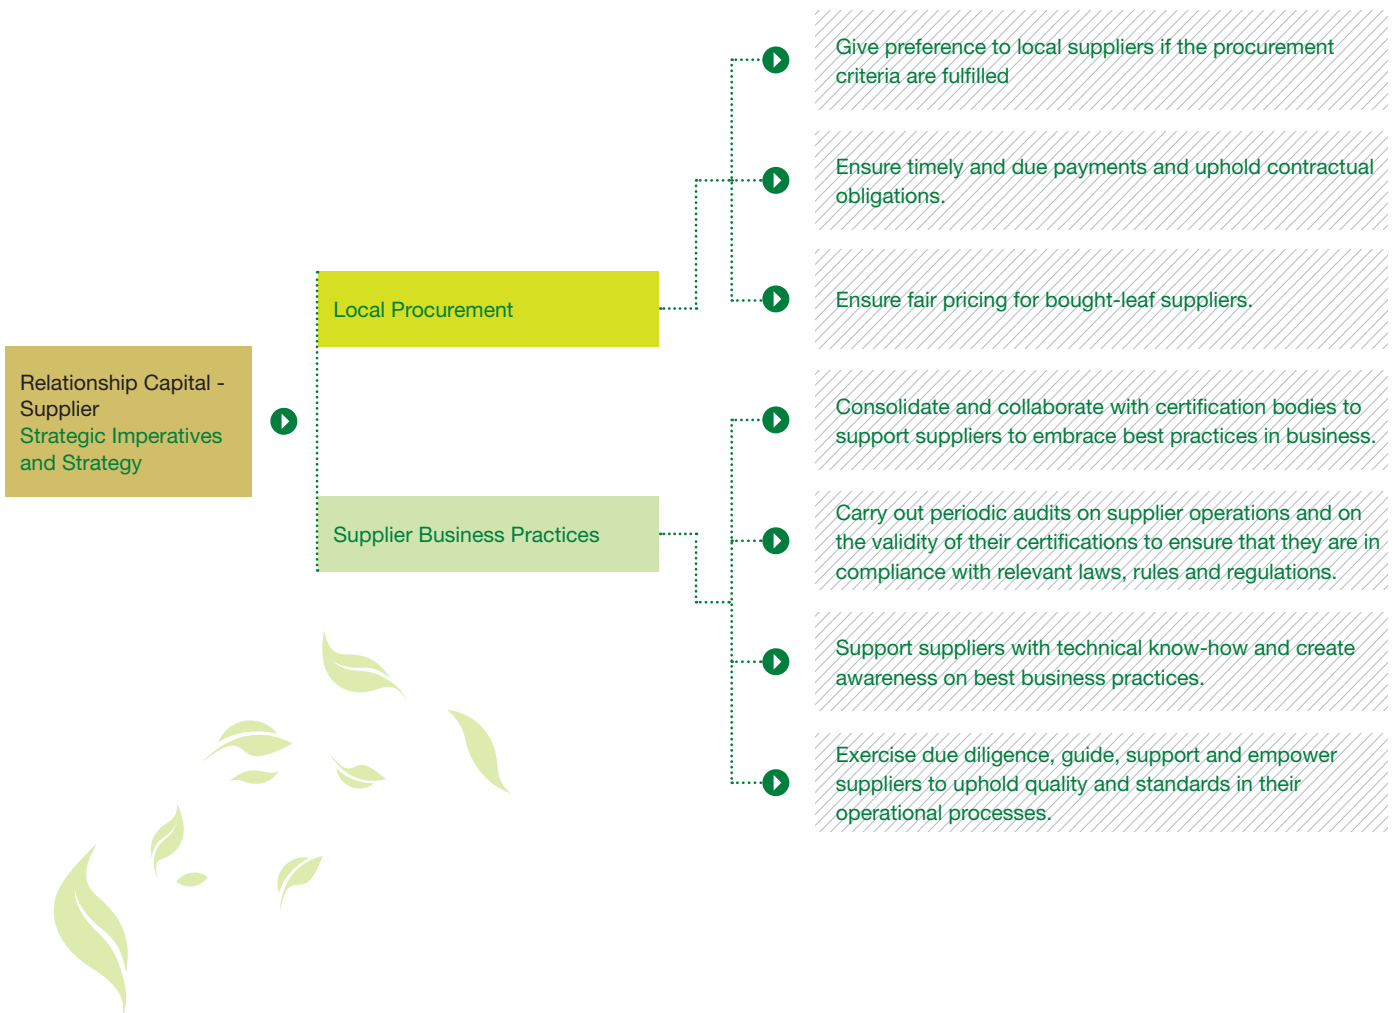 Relationship Capital -
Supplier
Strategic Imperatives
and Strategy
Local Procurement
Give preference to local suppliers if the procurement
criteria are fulfilled
Ensure timely and due payments and uphold contractual
obligations.
Ensure fair pricing for bought-leaf suppliers.
Supplier Business Practices
Consolidate and collaborate with certification bodies to
support suppliers to embrace best practices in business.
Carry out periodic audits on supplier operations and on
the validity of their certifications to ensure that they are in
compliance with relevant laws, rules and regulations.
Support suppliers with technical know-how and create
awareness on best business practices.
Exercise due diligence, guide, support and empower
suppliers to uphold quality and standards in their
operational processes.